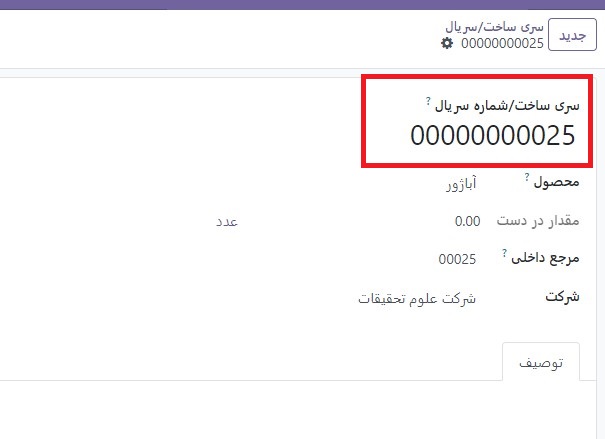 جدید
سری ساخت/سریال
00000000025
سری ساخت/شماره سریال ?
00000000025
محصول ? آباژور
مقدار در دست 0.00 عدد
مرجع داخلی ? 00025
شرکت شرکت علوم تحقیقات
توصیف